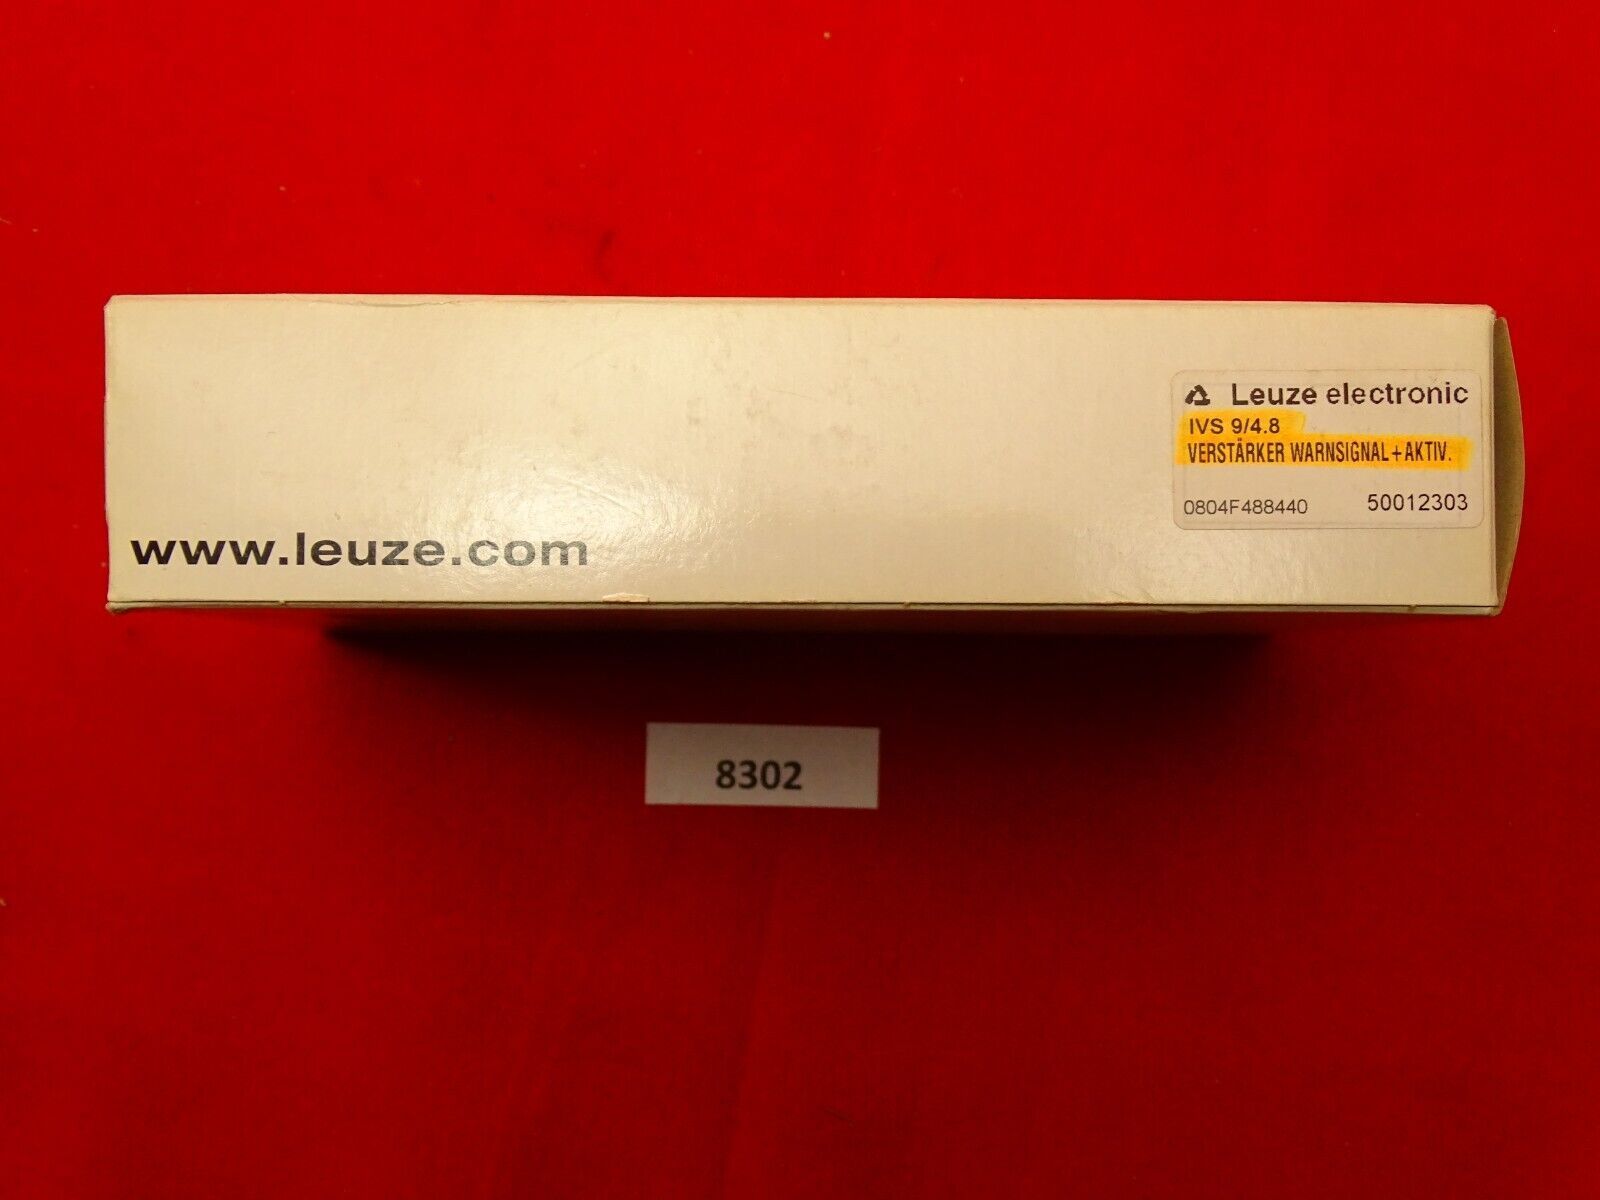 Leuze electronic
IVS 9/4.8
VERSTÄRKER WARNSIGNAL+AKTIV.
0804F488440 50012303
www.leuze.com
8302